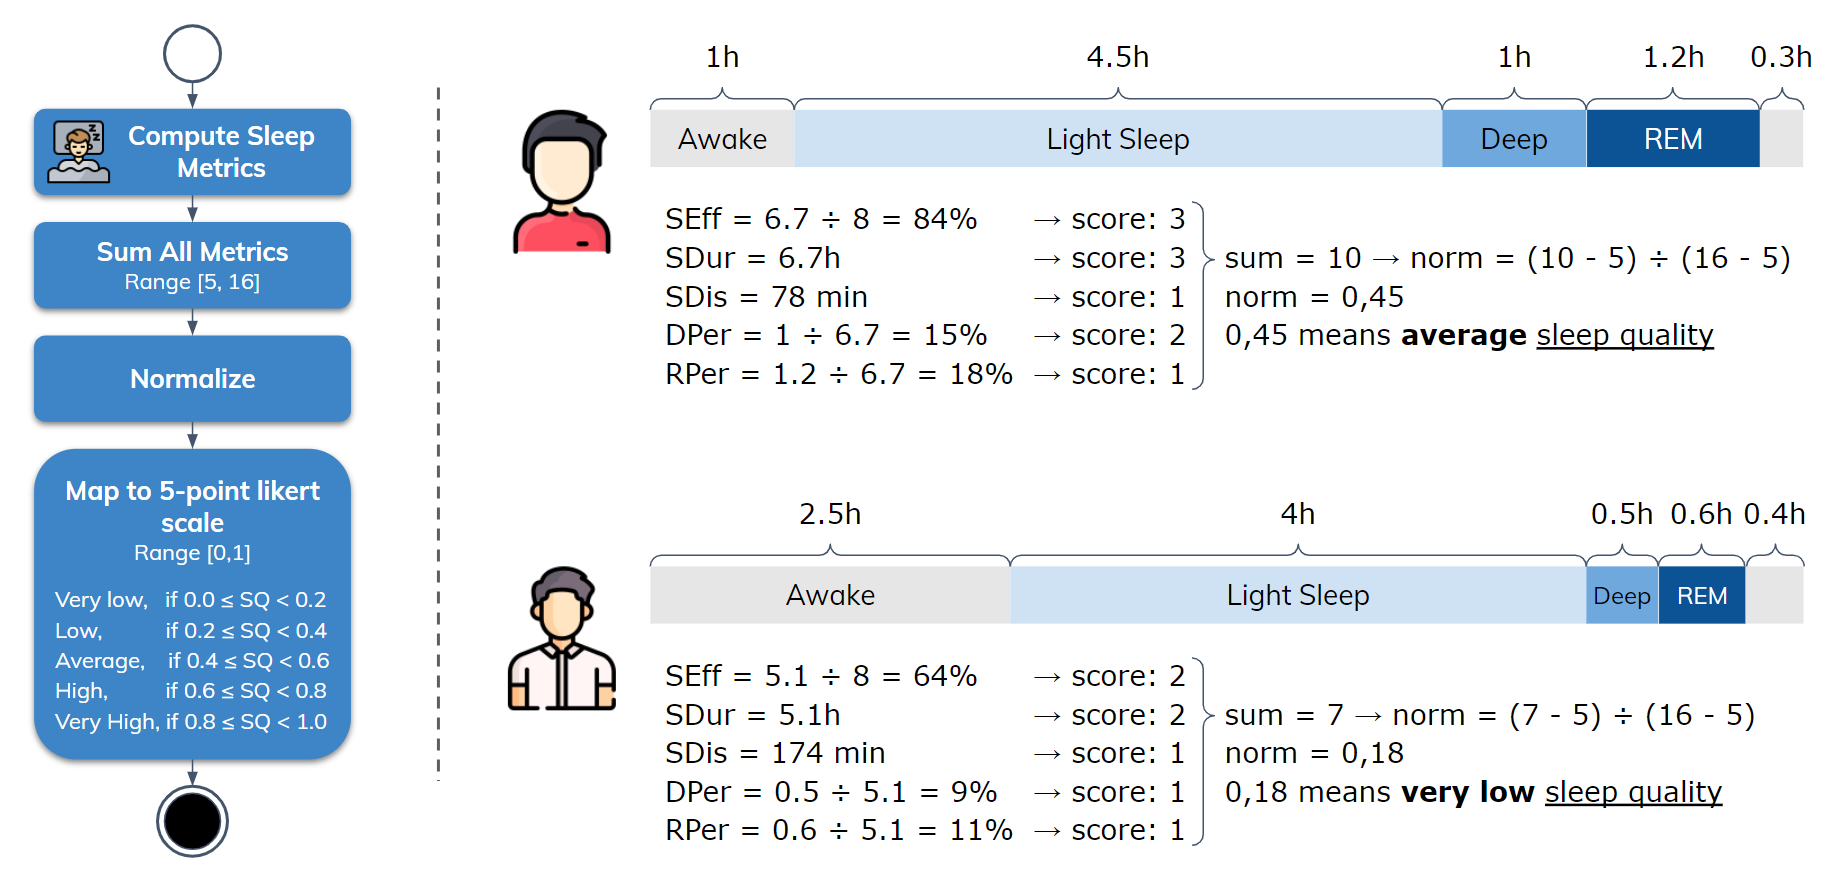 Compute Sleep
Metrics
Sum All Metrics
Range [5, 16]
Normalize
Map to 5-point likert
scale
Range [0,1]
Very low, if 0.0 ≤ SQ < 0.2
Low, if 0.2 ≤ SQ < 0.4
Average, if 0.4 ≤ SQ < 0.6
High, if 0.6 ≤ SQ < 0.8
Very High, if 0.8 ≤ SQ < 1.0
1h 4.5h 1h 1.2h 0.3h
Awake Light Sleep Deep REM
SEff = 6.7 ÷ 8 = 84% → score: 3
SDur = 6.7h → score: 3
SDis = 78 min → score: 1
DPer = 1 ÷ 6.7 = 15% → score: 2
RPer = 1.2 ÷ 6.7 = 18% → score: 1
sum = 10 → norm = (10 - 5) ÷ (16 - 5)
norm = 0,45
0,45 means average sleep quality
2.5h 4h 0.5h 0.6h 0.4h
Awake Light Sleep Deep REM
SEff = 5.1 ÷ 8 = 64% → score: 2
SDur = 5.1h → score: 2
SDis = 174 min → score: 1
DPer = 0.5 ÷ 5.1 = 9% → score: 1
RPer = 0.6 ÷ 5.1 = 11% → score: 1
sum = 7 → norm = (7 - 5) ÷ (16 - 5)
norm = 0,18
0,18 means very low sleep quality